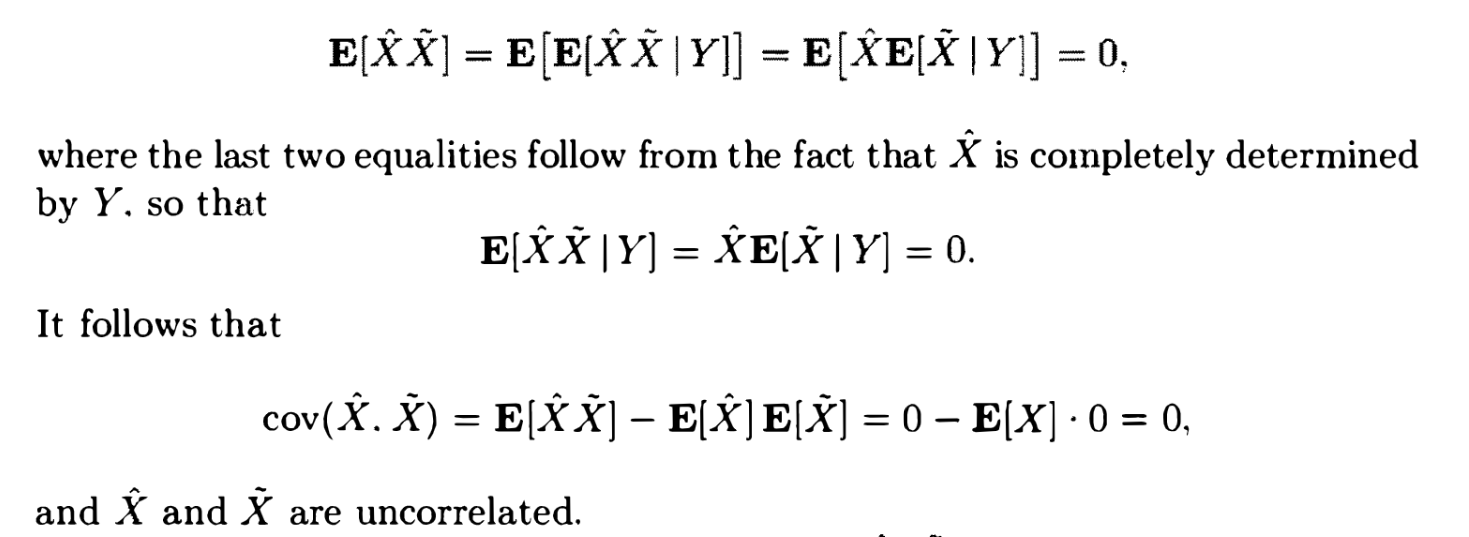 E[X̂X̃] = E[E[X̂X̃ | Y]] = E[X̂E[X̃ | Y]] = 0,
where the last two equalities follow from the fact that X̂ is completely determined
by Y. so that
E[X̂X̃ | Y] = X̂E[X̃ | Y] = 0.
It follows that
cov(X̂. X̃) = E[X̂X̃] − E[X̂] E[X̃] = 0 − E[X] · 0 = 0,
and X̂ and X̃ are uncorrelated.